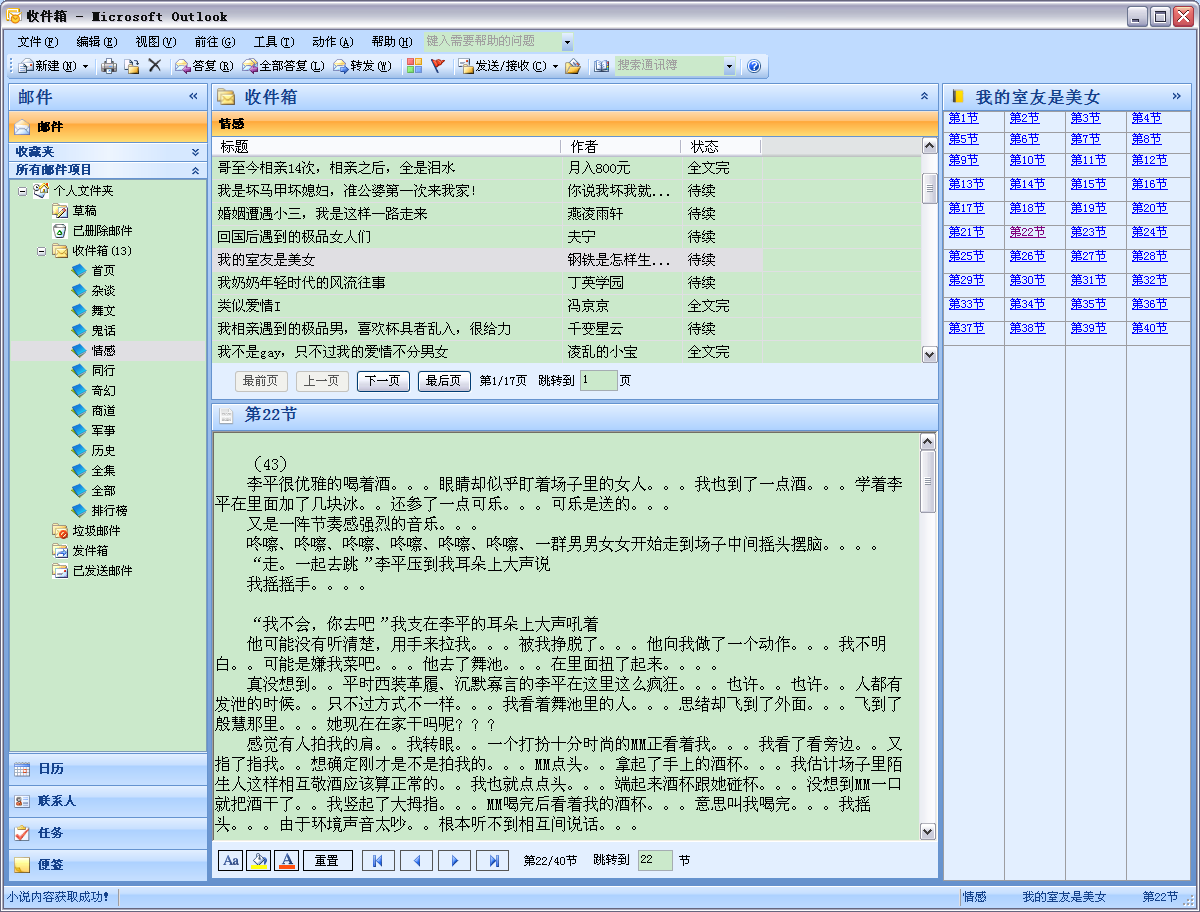 收件箱 - Microsoft Outlook
文件(F) 编辑(E) 视图(V) 前往(G) 工具(T) 动作(A) 帮助(H) 键入需要帮助的问题
新建(N) 答复(R) 全部答复(L) 转发(W) 发送/接收(C) 搜索通讯簿
邮件 «
邮件
收藏夹
所有邮件项目
个人文件夹
草稿
已删除邮件
收件箱(13)
首页
杂谈
舞文
鬼话
情感
同行
奇幻
商道
军事
历史
全集
全部
排行榜
垃圾邮件
发件箱
已发送邮件
日历
联系人
任务
便签
收件箱
情感
标题 作者 状态
哥至今相亲14次，相亲之后，全是泪水 月入800元 全文完
我是坏马甲坏媳妇，准公婆第一次来我家！ 你说我坏我就... 待续
婚姻遭遇小三，我是这样一路走来 燕凌雨轩 待续
回国后遇到的极品女人们 夫宁 待续
我的室友是美女 钢铁是怎样生... 待续
我奶奶年轻时代的风流往事 丁英学园 待续
类似爱情I 冯京京 全文完
我相亲遇到的极品男，喜欢杯具者乱入，很给力 千变星云 待续
我不是gay，只不过我的爱情不分男女 凌乱的小宝 全文完
最前页 上一页 下一页 最后页 第1/17页 跳转到 1 页
第22节
（43）
李平很优雅的喝着酒。。。眼睛却似乎盯着场子里的女人。。。我也到了一点酒。。。学着李
平在里面加了几块冰。。还参了一点可乐。。。可乐是送的。。。
又是一阵节奏感强烈的音乐。。。
咚嚓、咚嚓、咚嚓、咚嚓、咚嚓、咚嚓、一群男男女女开始走到场子中间摇头摆脑。。。。
“走。一起去跳 ”李平压到我耳朵上大声说
我摇摇手。。。。
“我不会，你去吧 ”我支在李平的耳朵上大声吼着
他可能没有听清楚，用手来拉我。。。被我挣脱了。。。他向我做了一个动作。。。我不明
白。。可能是嫌我菜吧。。。他去了舞池。。。在里面扭了起来。。。。
真没想到。。平时西装革履、沉默寡言的李平在这里这么疯狂。。。也许。。也许。。人都有
发泄的时候。。只不过方式不一样。。。我看着舞池里的人。。。思绪却飞到了外面。。。飞到了
殷慧那里。。。她现在在家干吗呢？？？
感觉有人拍我的肩。。我转眼。。一个打扮十分时尚的MM正看着我。。。我看了看旁边。。又
指了指我。。想确定刚才是不是拍我的。。。MM点头。。拿起了手上的酒杯。。。我估计场子里陌
生人这样相互敬酒应该算正常的。。我也就点点头。。。端起来酒杯跟她碰杯。。。没想到MM一口
就把酒干了。。我竖起了大拇指。。。MM喝完后看着我的酒杯。。。意思叫我喝完。。。我摇
头。。。由于环境声音太吵。。根本听不到相互间说话。。。
Aa A 重置 第22/40节 跳转到 22 节
我的室友是美女 »
第1节 第2节 第3节 第4节
第5节 第6节 第7节 第8节
第9节 第10节 第11节 第12节
第13节 第14节 第15节 第16节
第17节 第18节 第19节 第20节
第21节 第22节 第23节 第24节
第25节 第26节 第27节 第28节
第29节 第30节 第31节 第32节
第33节 第34节 第35节 第36节
第37节 第38节 第39节 第40节
小说内容获取成功！ 情感 我的室友是美女 第22节